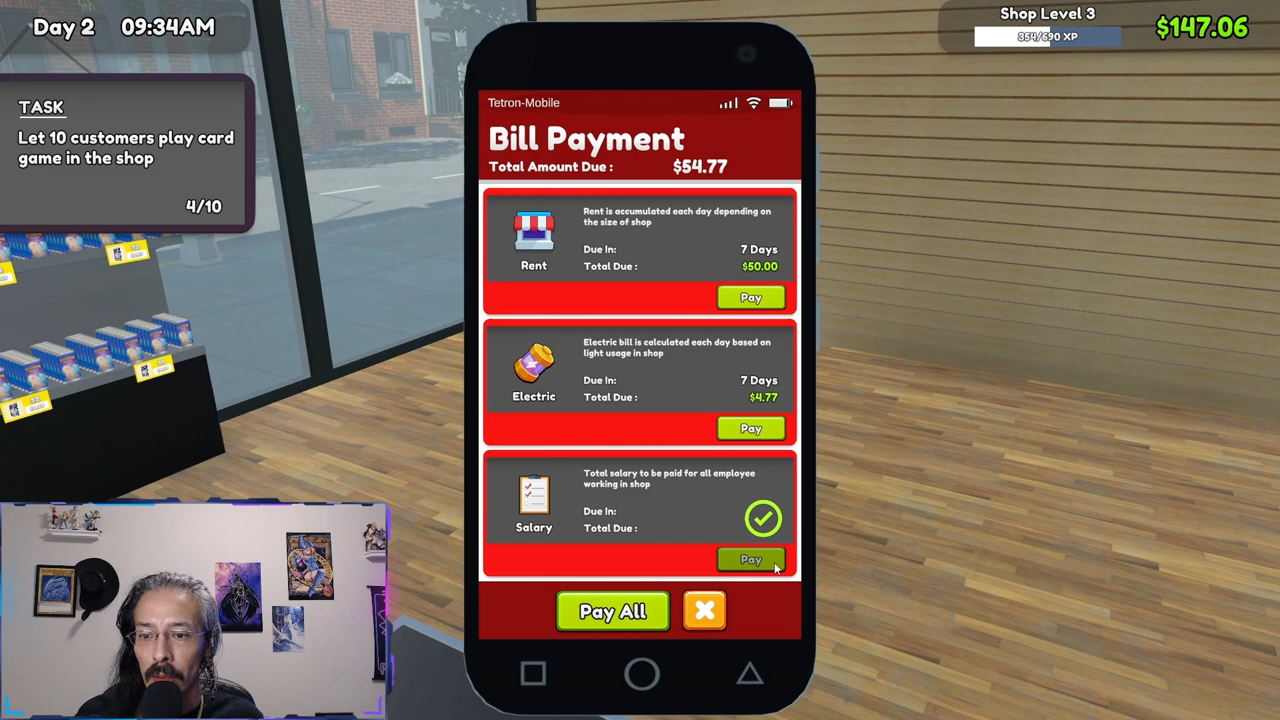 Day 2 09:34AM
Shop Level 3
354/690 XP
$147.06
TASK
Let 10 customers play card
game in the shop
4/10
Tetron-Mobile
Bill Payment
Total Amount Due : $54.77
Rent is accumulated each day depending on
the size of shop
Due In: 7 Days
Total Due : $50.00
Rent
Pay
Electric bill is calculated each day based on
light usage in shop
Due In: 7 Days
Total Due : $4.77
Electric
Pay
Total salary to be paid for all employee
working in shop
Due In:
Total Due :
Salary
Pay
Pay All